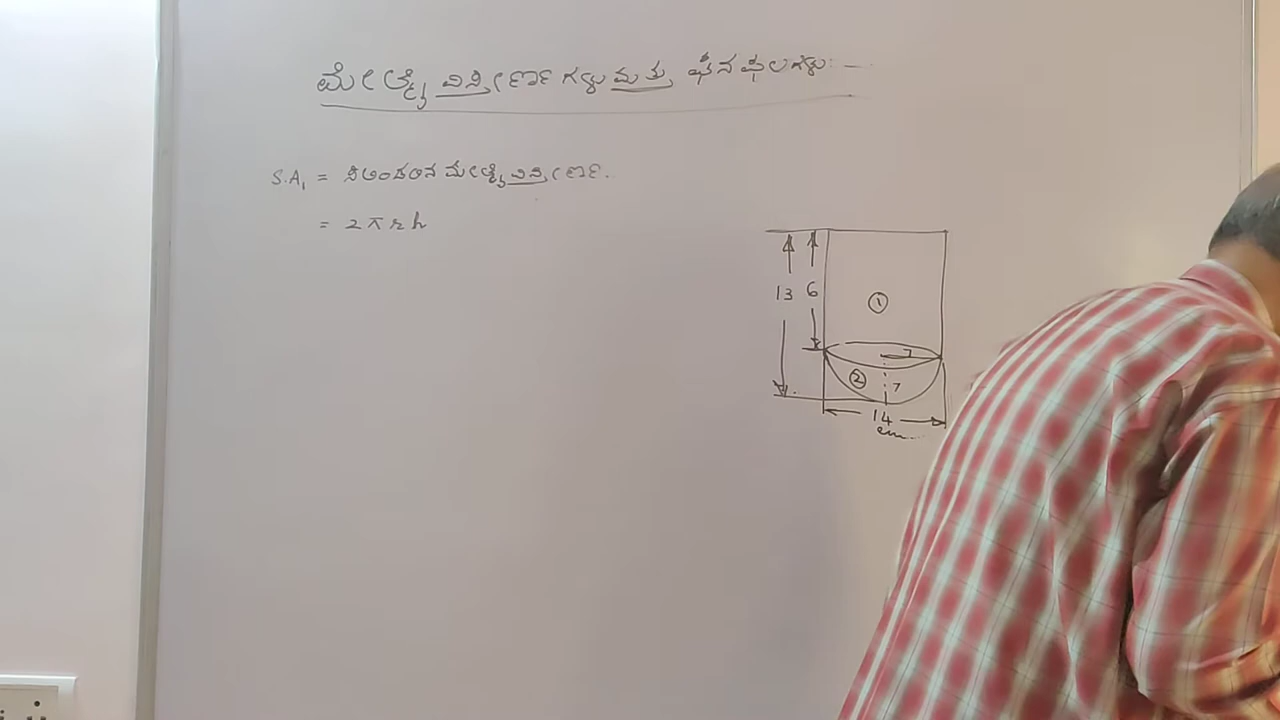 ಮೇಲ್ಮೈ ವಿಸ್ತೀರ್ಣಗಳು ಮತ್ತು ಘನಫಲಗಳು:—
S.A₁ = ಸಿಲಿಂಡರಿನ ಮೇಲ್ಮೈ ವಿಸ್ತೀರ್ಣ.
= 2πrh
13 6 ①
7
② 7
14
cm